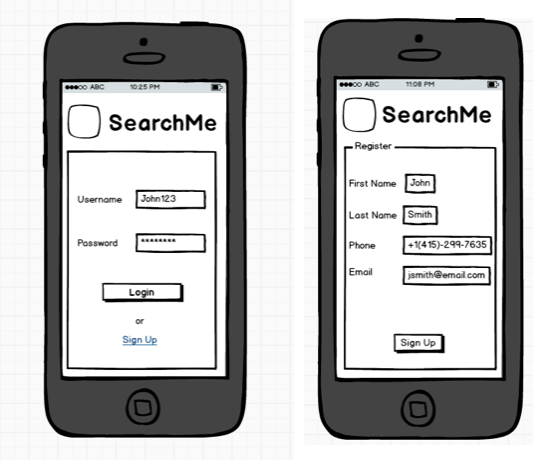 ABC 10:25 PM
SearchMe
Username John123
Password ********
Login
or
Sign Up
ABC 11:08 PM
SearchMe
Register
First Name John
Last Name Smith
Phone +1(415)-299-7635
Email jsmith@email.com
Sign Up